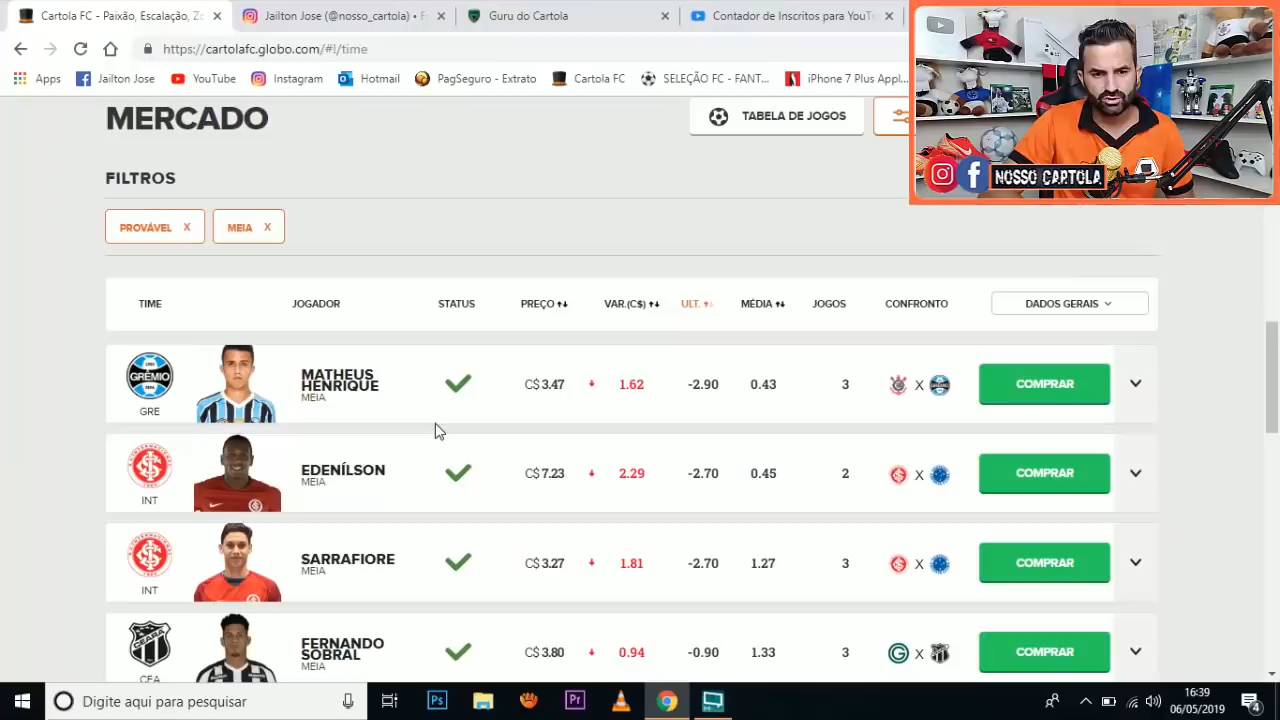 Cartola FC - Paixão, Escalação, Zo
Jailton Jose (@nosso_cartola) • F
Guru do Cartola
Contador de Inscritos para YouT
https://cartolafc.globo.com/#!/time
Apps
Jailton Jose
YouTube
Instagram
Hotmail
PagSeguro - Extrato
Cartola FC
SELEÇÃO FC - FANT...
iPhone 7 Plus Appl...
MERCADO
TABELA DE JOGOS
NOSSO CARTOLA
FILTROS
PROVÁVEL X
MEIA X
TIME JOGADOR STATUS PREÇO VAR.(C$) ULT. MÉDIA JOGOS CONFRONTO DADOS GERAIS
MATHEUS
HENRIQUE
MEIA
GRE
C$ 3.47 1.62 -2.90 0.43 3 X COMPRAR
EDENÍLSON
MEIA
INT
C$ 7.23 2.29 -2.70 0.45 2 X COMPRAR
SARRAFIORE
MEIA
INT
C$ 3.27 1.81 -2.70 1.27 3 X COMPRAR
FERNANDO
SOBRAL
MEIA
CEA
C$ 3.80 0.94 -0.90 1.33 3 X COMPRAR
Digite aqui para pesquisar
16:39
06/05/2019
4